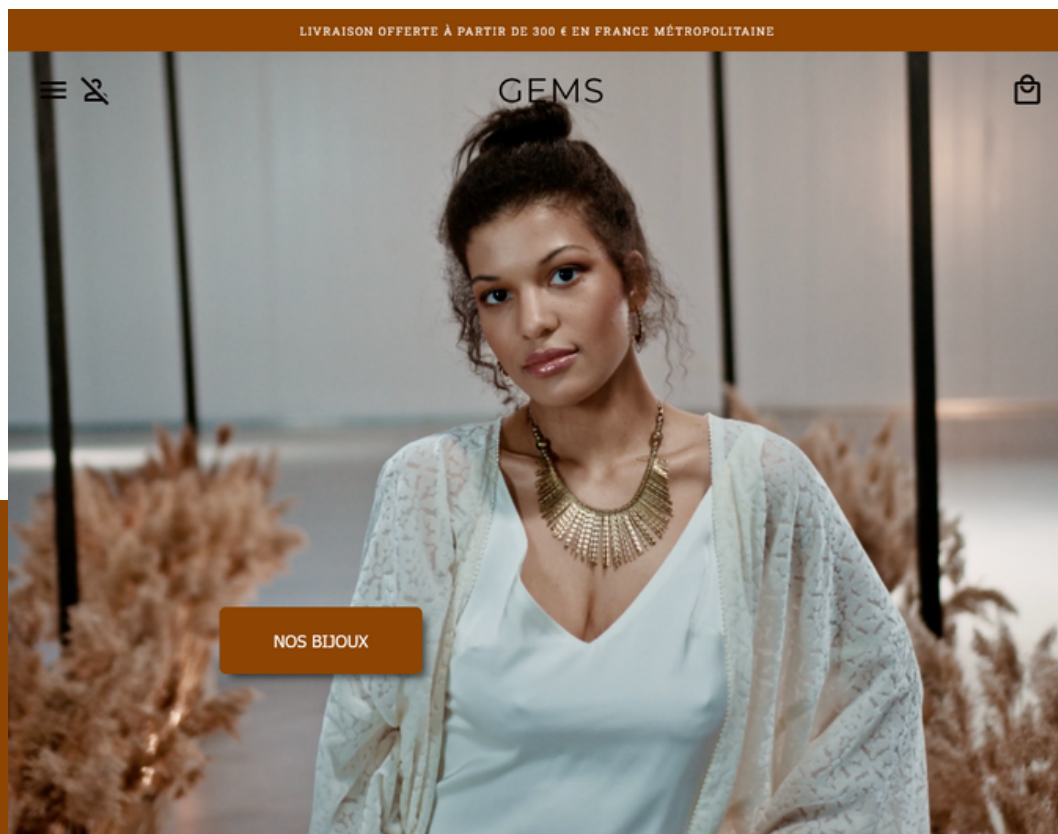 LIVRAISON OFFERTE À PARTIR DE 300 € EN FRANCE MÉTROPOLITAINE
GEMS
NOS BIJOUX